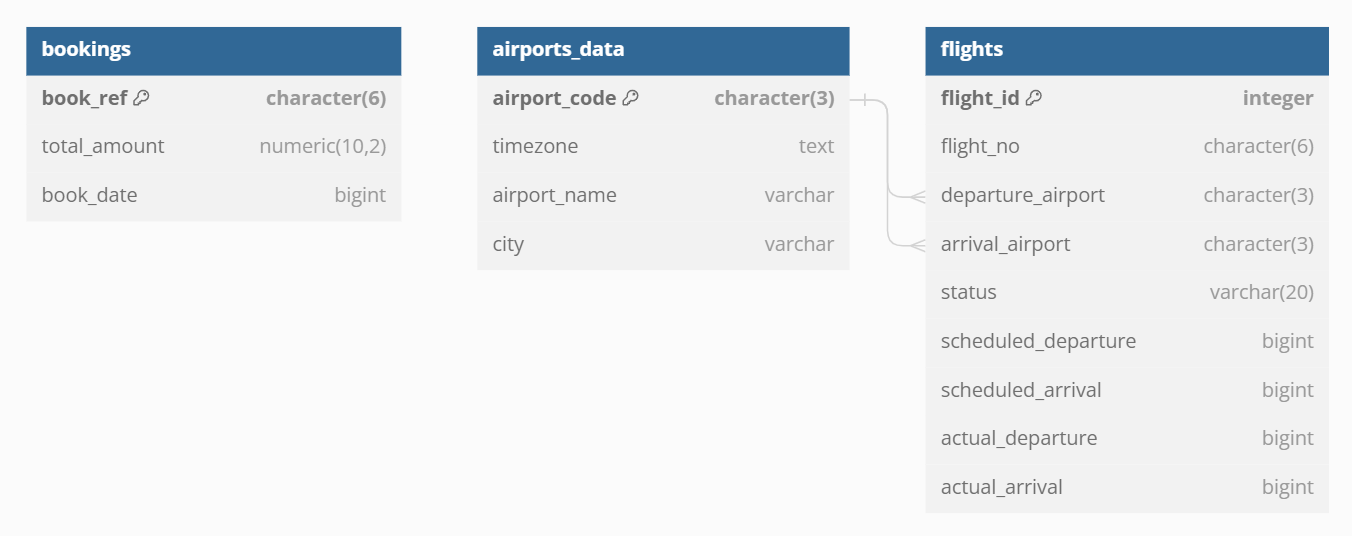 bookings
book_ref character(6)
total_amount numeric(10,2)
book_date bigint
airports_data
airport_code character(3)
timezone text
airport_name varchar
city varchar
flights
flight_id integer
flight_no character(6)
departure_airport character(3)
arrival_airport character(3)
status varchar(20)
scheduled_departure bigint
scheduled_arrival bigint
actual_departure bigint
actual_arrival bigint